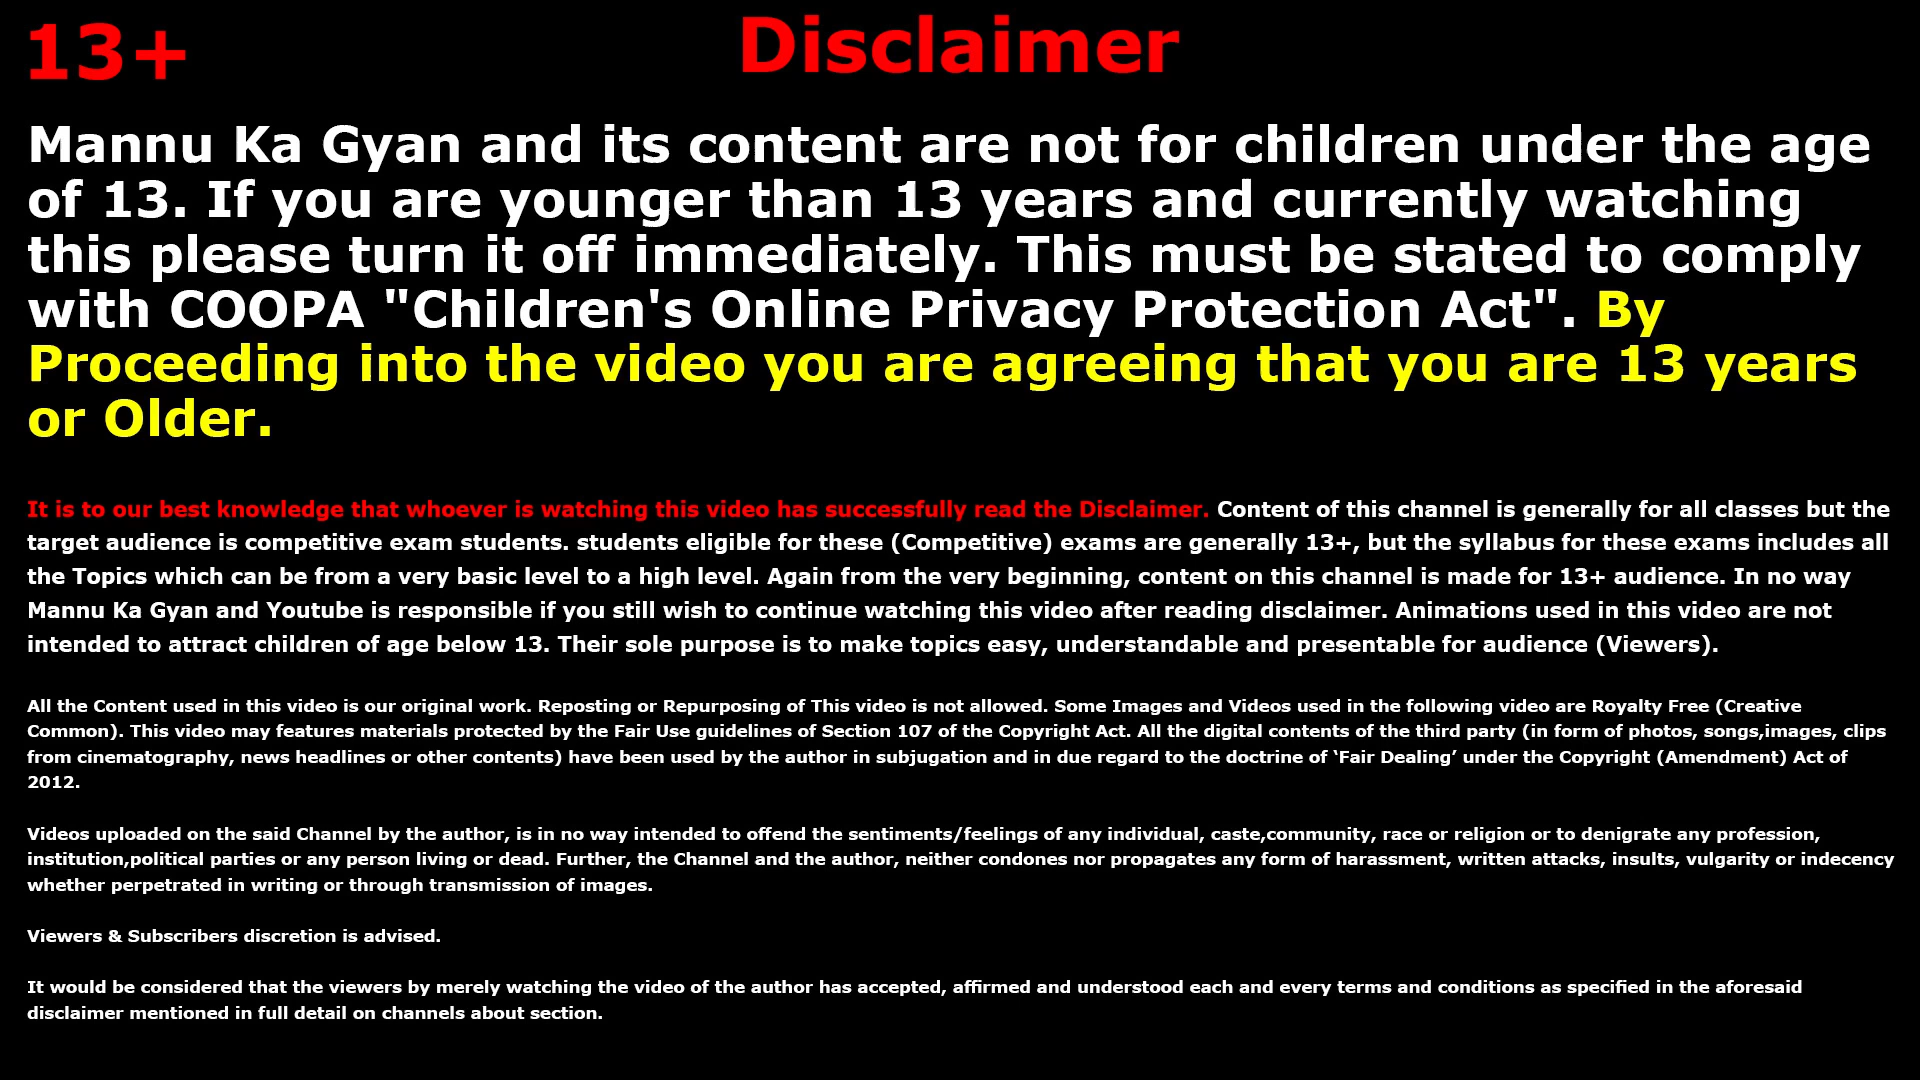 13+
Disclaimer
Mannu Ka Gyan and its content are not for children under the age
of 13. If you are younger than 13 years and currently watching
this please turn it off immediately. This must be stated to comply
with COOPA "Children's Online Privacy Protection Act". By
Proceeding into the video you are agreeing that you are 13 years
or Older.
It is to our best knowledge that whoever is watching this video has successfully read the Disclaimer. Content of this channel is generally for all classes but the
target audience is competitive exam students. students eligible for these (Competitive) exams are generally 13+, but the syllabus for these exams includes all
the Topics which can be from a very basic level to a high level. Again from the very beginning, content on this channel is made for 13+ audience. In no way
Mannu Ka Gyan and Youtube is responsible if you still wish to continue watching this video after reading disclaimer. Animations used in this video are not
intended to attract children of age below 13. Their sole purpose is to make topics easy, understandable and presentable for audience (Viewers).
All the Content used in this video is our original work. Reposting or Repurposing of This video is not allowed. Some Images and Videos used in the following video are Royalty Free (Creative
Common). This video may features materials protected by the Fair Use guidelines of Section 107 of the Copyright Act. All the digital contents of the third party (in form of photos, songs,images, clips
from cinematography, news headlines or other contents) have been used by the author in subjugation and in due regard to the doctrine of ‘Fair Dealing’ under the Copyright (Amendment) Act of
2012.
Videos uploaded on the said Channel by the author, is in no way intended to offend the sentiments/feelings of any individual, caste,community, race or religion or to denigrate any profession,
institution,political parties or any person living or dead. Further, the Channel and the author, neither condones nor propagates any form of harassment, written attacks, insults, vulgarity or indecency
whether perpetrated in writing or through transmission of images.
Viewers & Subscribers discretion is advised.
It would be considered that the viewers by merely watching the video of the author has accepted, affirmed and understood each and every terms and conditions as specified in the aforesaid
disclaimer mentioned in full detail on channels about section.